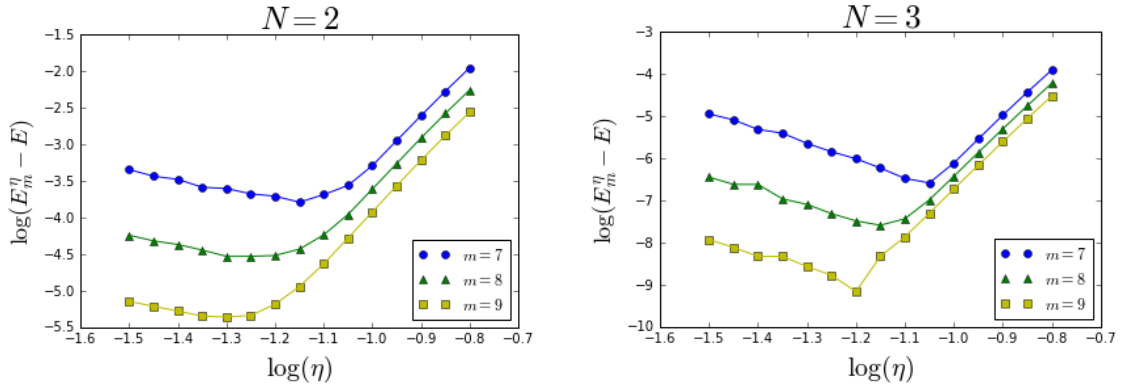 N = 2
−1.5
−2.0
−2.5
−3.0
−3.5
−4.0
−4.5
−5.0
−5.5
log(E_m^η − E)
−1.6 −1.5 −1.4 −1.3 −1.2 −1.1 −1.0 −0.9 −0.8 −0.7
log(η)
m = 7
m = 8
m = 9
N = 3
−3
−4
−5
−6
−7
−8
−9
−10
log(E_m^η − E)
−1.6 −1.5 −1.4 −1.3 −1.2 −1.1 −1.0 −0.9 −0.8 −0.7
log(η)
m = 7
m = 8
m = 9